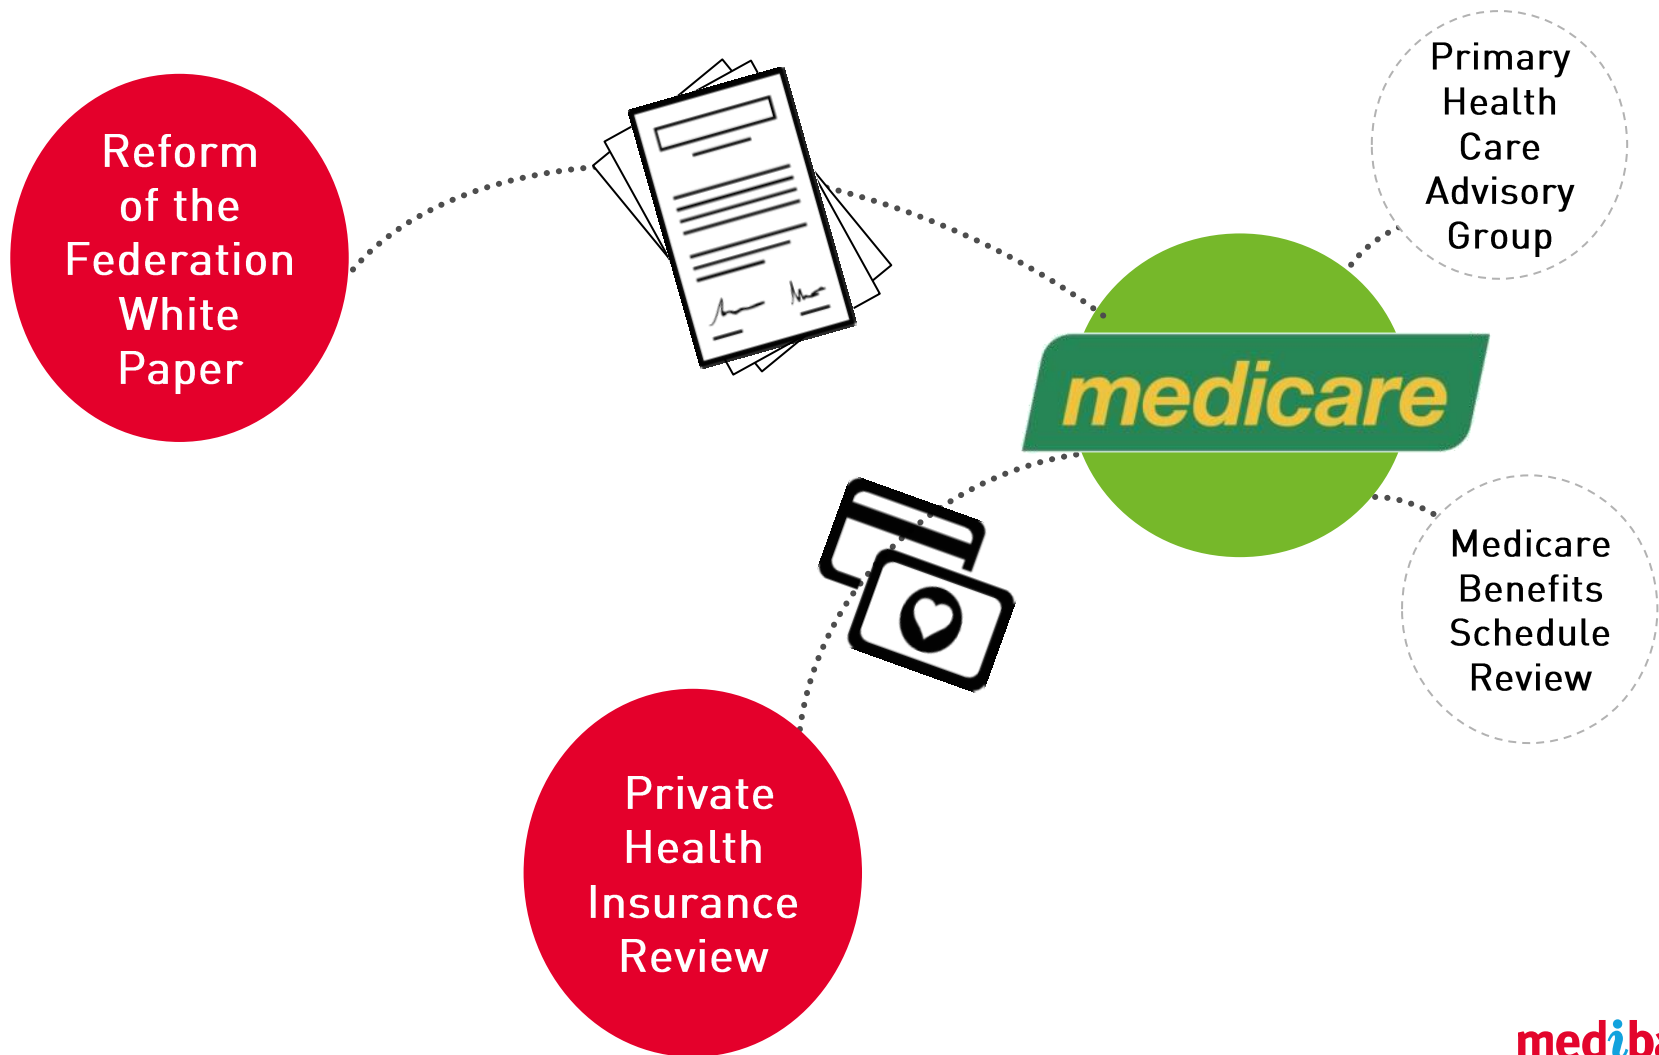 Reform
of the
Federation
White
Paper
Primary
Health
Care
Advisory
Group
medicare
Medicare
Benefits
Schedule
Review
Private
Health
Insurance
Review